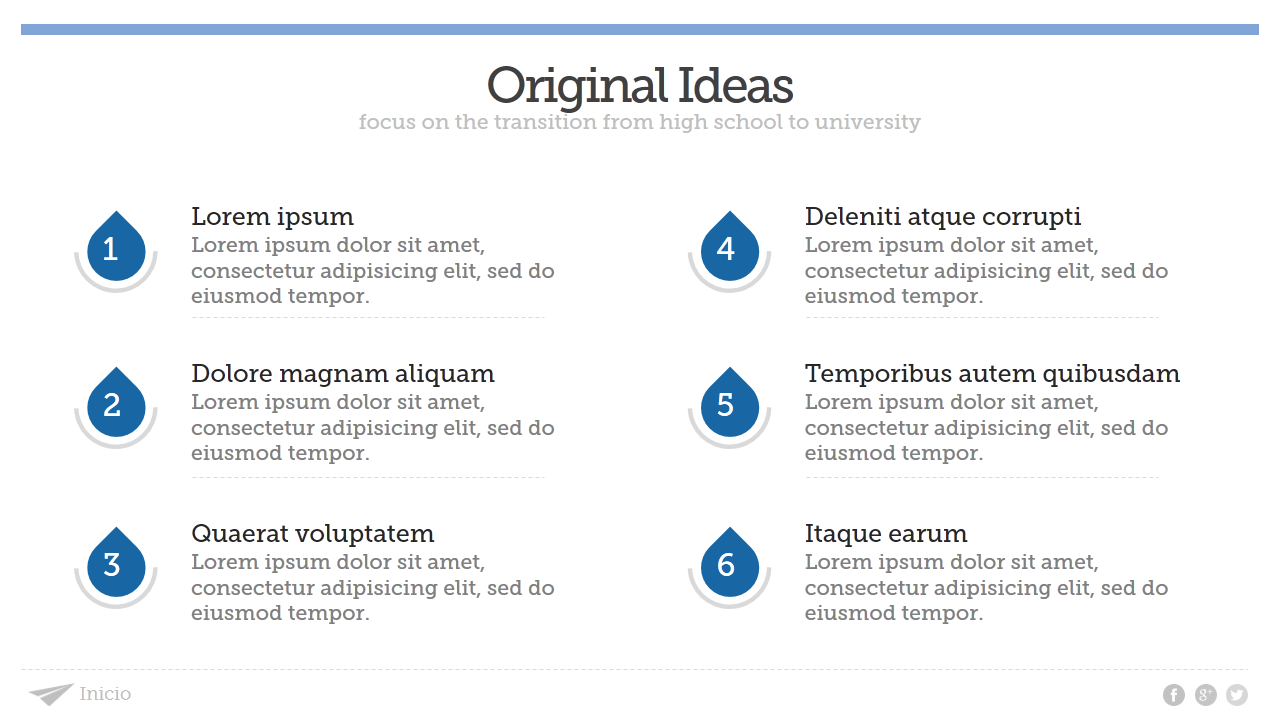 Original Ideas
focus on the transition from high school to university
1
Lorem ipsum
Lorem ipsum dolor sit amet,
consectetur adipisicing elit, sed do
eiusmod tempor.
2
Dolore magnam aliquam
Lorem ipsum dolor sit amet,
consectetur adipisicing elit, sed do
eiusmod tempor.
3
Quaerat voluptatem
Lorem ipsum dolor sit amet,
consectetur adipisicing elit, sed do
eiusmod tempor.
4
Deleniti atque corrupti
Lorem ipsum dolor sit amet,
consectetur adipisicing elit, sed do
eiusmod tempor.
5
Temporibus autem quibusdam
Lorem ipsum dolor sit amet,
consectetur adipisicing elit, sed do
eiusmod tempor.
6
Itaque earum
Lorem ipsum dolor sit amet,
consectetur adipisicing elit, sed do
eiusmod tempor.
Inicio